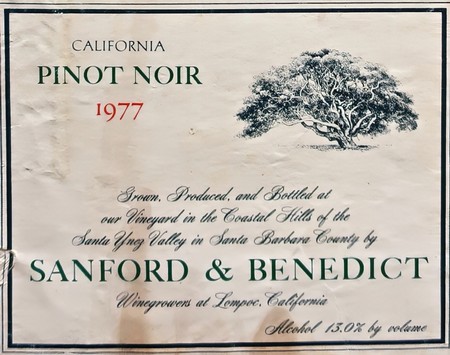 CALIFORNIA
PINOT NOIR
1977
Grown, Produced, and Bottled at
our Vineyard in the Coastal Hills of the
Santa Ynez Valley in Santa Barbara County by
SANFORD & BENEDICT
Winegrowers at Lompoc, California
Alcohol 13.0% by volume